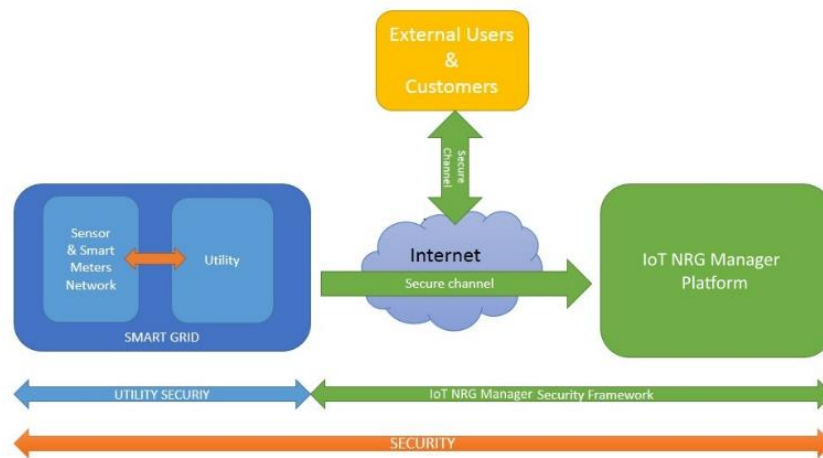 External Users
&
Customers
Secure
Channel
Sensor
& Smart
Meters
Network
Utility
SMART GRID
Internet
Secure channel
IoT NRG Manager
Platform
UTILITY SECURIY
IoT NRG Manager Security Framework
SECURITY